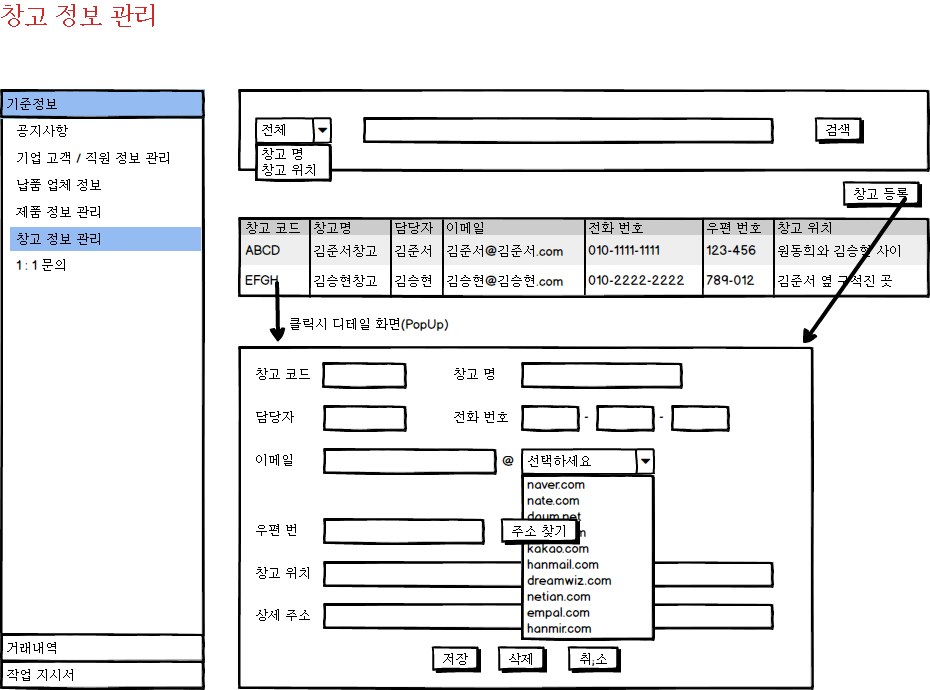 창고 정보 관리
기준정보
공지사항
기업 고객 / 직원 정보 관리
납품 업체 정보
제품 정보 관리
창고 정보 관리
1 : 1 문의
거래내역
작업 지시서
전체
검색
창고 명
창고 위치
창고 등록
창고 코드 창고명 담당자 이메일 전화 번호 우편 번호 창고 위치
ABCD 김준서창고 김준서 김준서@김준서.com 010-1111-1111 123-456 원동희와 김승현 사이
EFGH 김승현창고 김승현 김승현@김승현.com 010-2222-2222 789-012 김준서 옆 구석진 곳
클릭시 디테일 화면(PopUp)
창고 코드 창고 명
담당자 전화 번호 - -
이메일 @ 선택하세요
naver.com
nate.com
daum.net
우편 번 주소 찾기
kakao.com
hanmail.com
창고 위치
dreamwiz.com
netian.com
empal.com
상세 주소
hanmir.com
저장 삭제 취,소